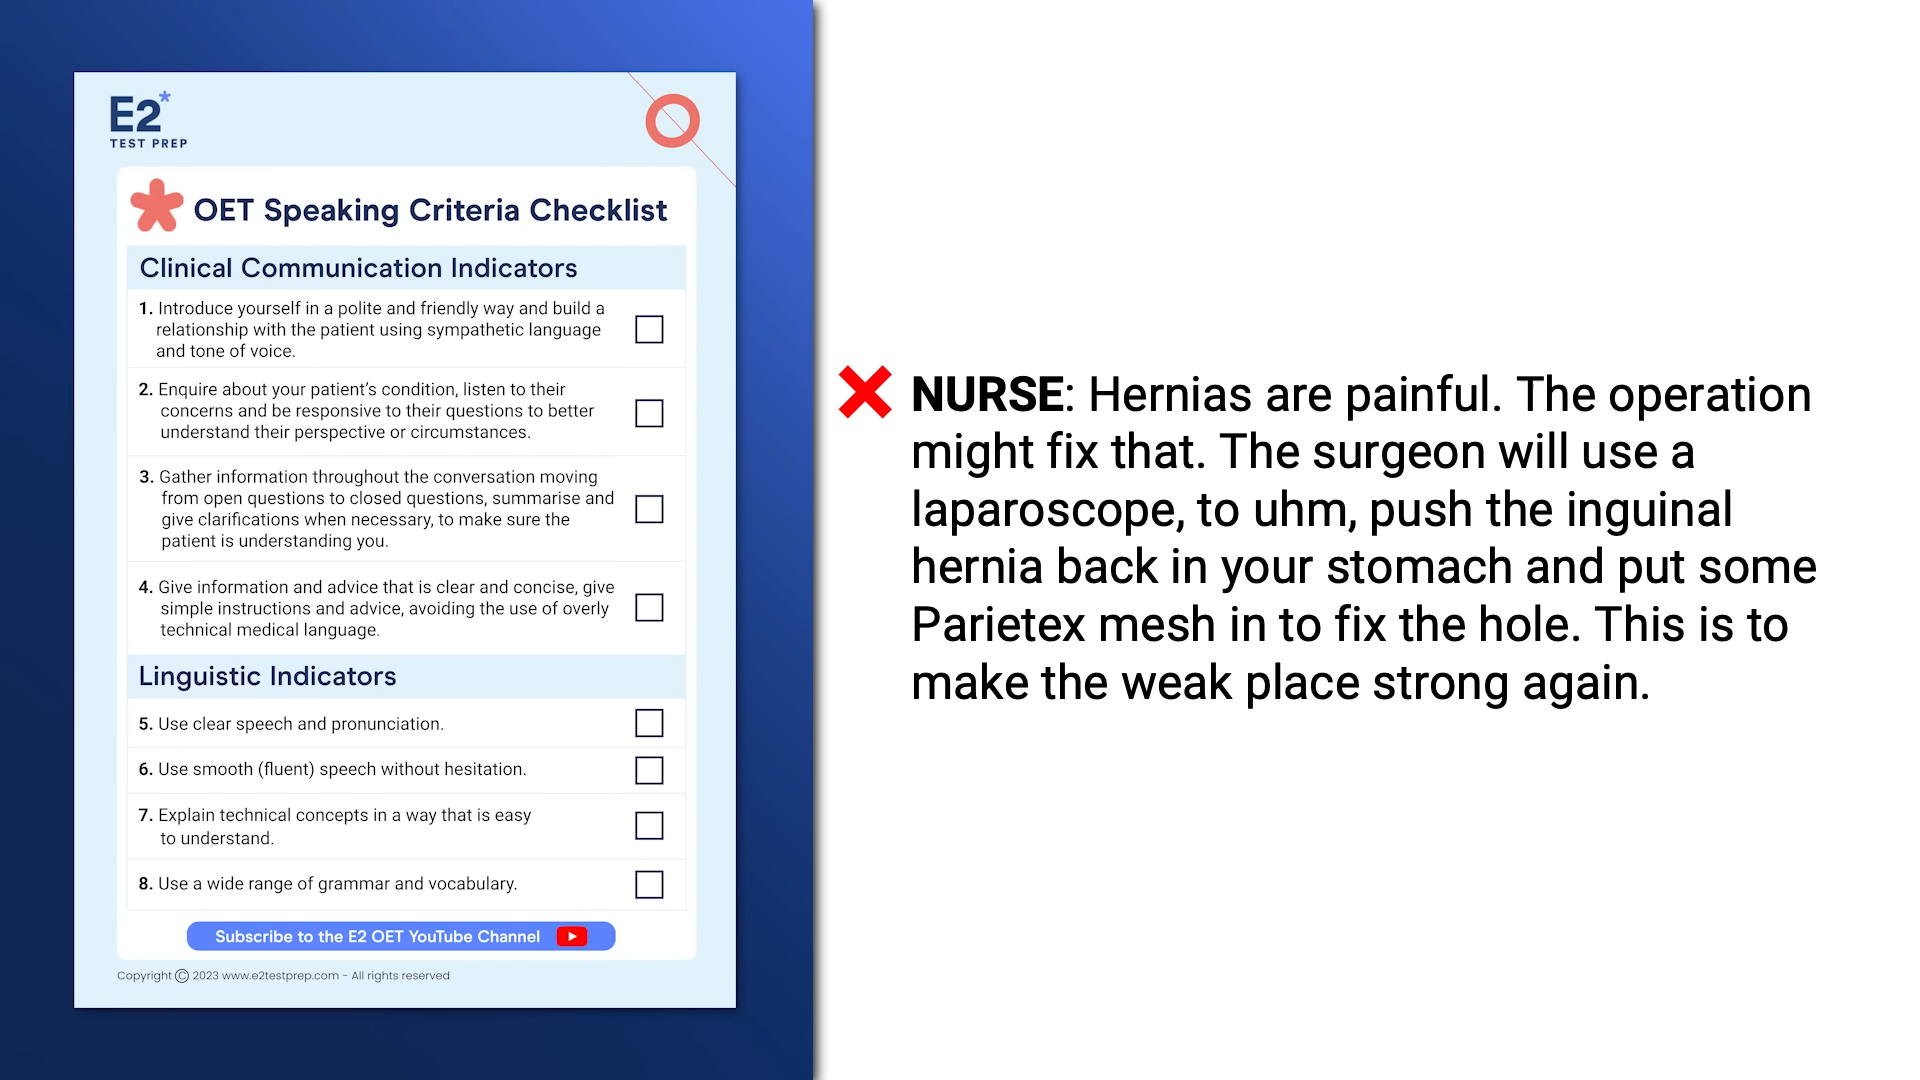 E2*
TEST PREP
OET Speaking Criteria Checklist
Clinical Communication Indicators
1. Introduce yourself in a polite and friendly way and build a
relationship with the patient using sympathetic language
and tone of voice.
2. Enquire about your patient’s condition, listen to their
concerns and be responsive to their questions to better
understand their perspective or circumstances.
3. Gather information throughout the conversation moving
from open questions to closed questions, summarise and
give clarifications when necessary, to make sure the
patient is understanding you.
4. Give information and advice that is clear and concise, give
simple instructions and advice, avoiding the use of overly
technical medical language.
Linguistic Indicators
5. Use clear speech and pronunciation.
6. Use smooth (fluent) speech without hesitation.
7. Explain technical concepts in a way that is easy
to understand.
8. Use a wide range of grammar and vocabulary.
Subscribe to the E2 OET YouTube Channel
Copyright © 2023 www.e2testprep.com - All rights reserved
NURSE: Hernias are painful. The operation
might fix that. The surgeon will use a
laparoscope, to uhm, push the inguinal
hernia back in your stomach and put some
Parietex mesh in to fix the hole. This is to
make the weak place strong again.